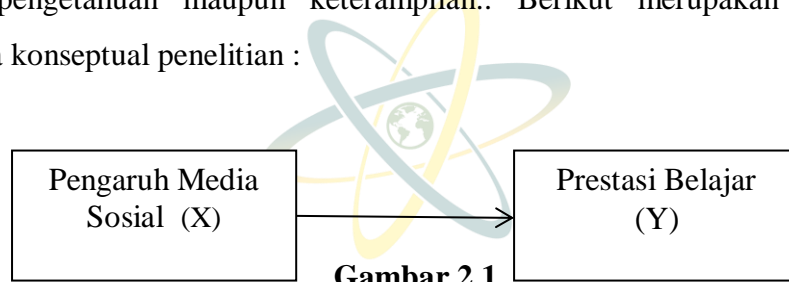 pengetahuan maupun keterampilan.. Berikut merupakan
konseptual penelitian :
Pengaruh Media
Sosial (X)
Prestasi Belajar
(Y)
Gambar 2.1